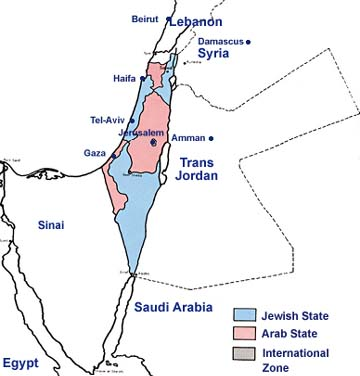 Beirut
Lebanon
Damascus
Syria
Haifa
Tel-Aviv
Jerusalem
Amman
Gaza
Trans
Jordan
Sinai
Saudi Arabia
Jewish State
Arab State
International
Zone
Egypt